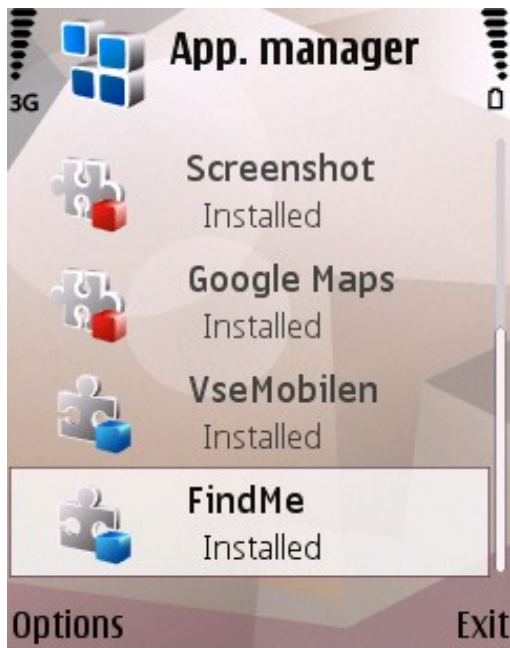 App. manager
3G
Screenshot
Installed
Google Maps
Installed
VseMobilen
Installed
FindMe
Installed
Options Exit